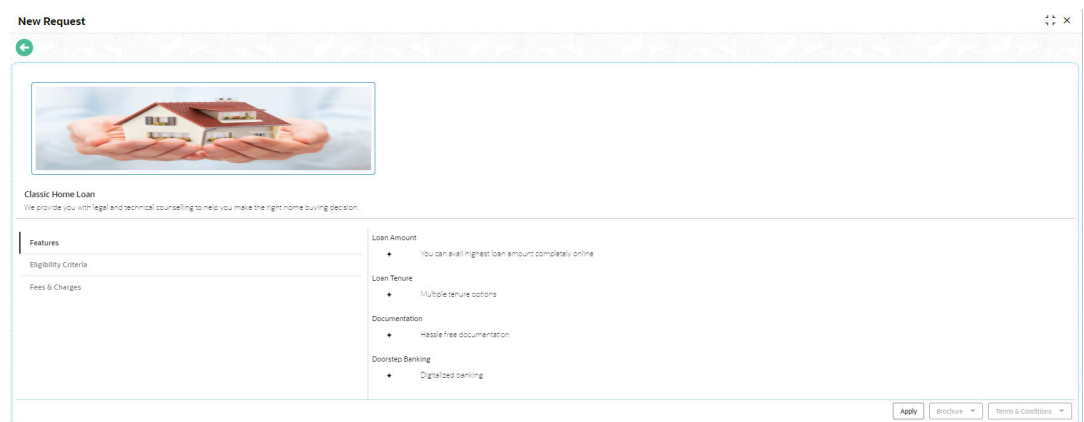 New Request
Classic Home Loan
We provide you with legal and technical counselling to help you make the right home buying decision.
Features
Eligibility Criteria
Fees & Charges
Loan Amount
You can avail highest loan amount completely online
Loan Tenure
Multiple tenure options
Documentation
Hassle free documentation
Doorstep Banking
Digitalized banking
Apply
Brochure
Terms & Conditions